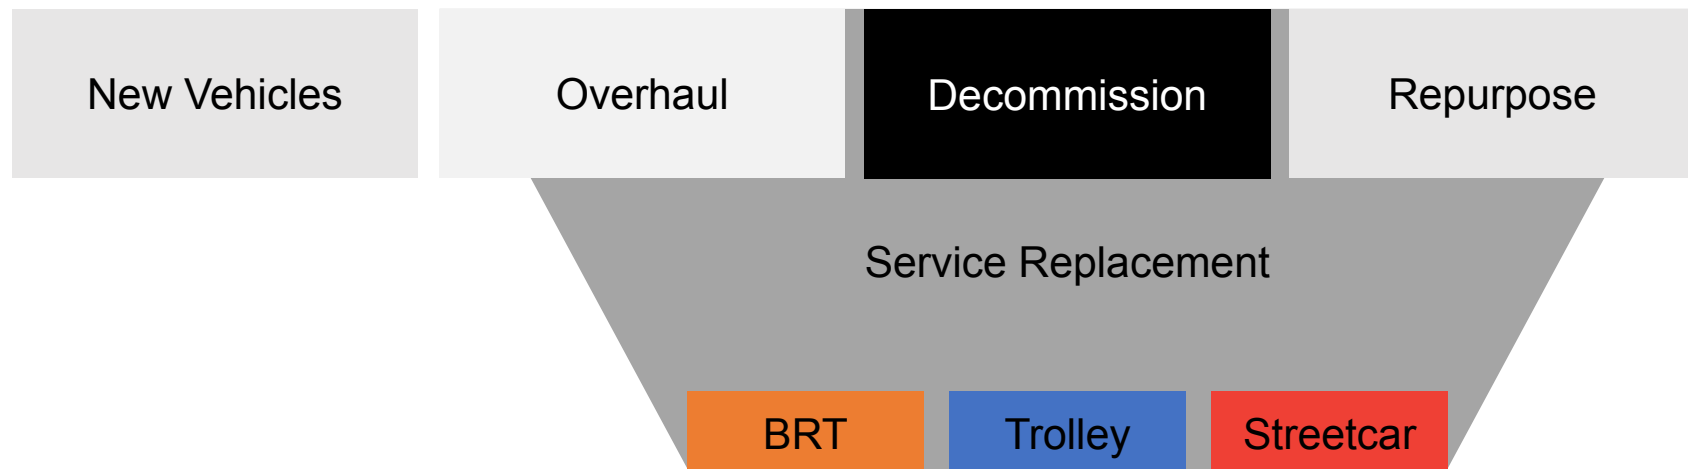 New Vehicles
Overhaul
Decommission
Repurpose
Service Replacement
BRT
Trolley
Streetcar